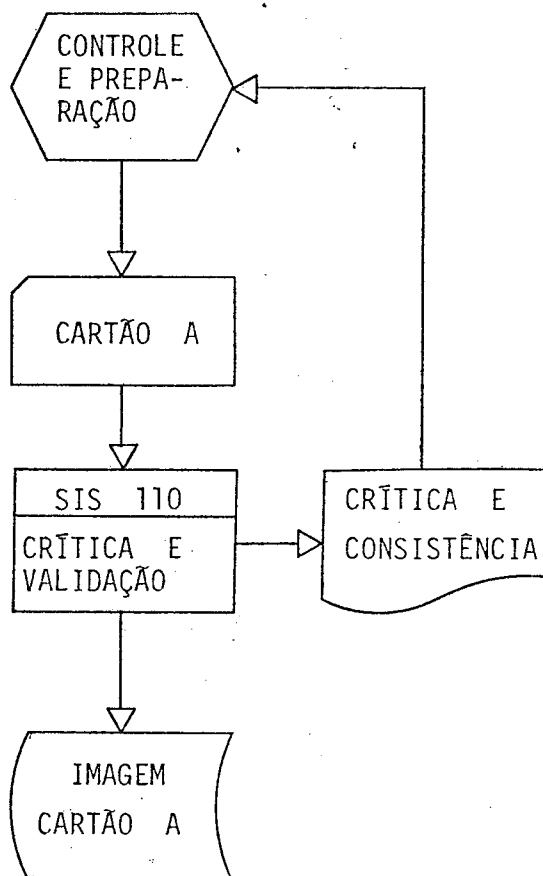 CONTROLE
E PREPA-
RAÇÃO
CARTÃO A
SIS 110
CRÍTICA E
VALIDAÇÃO
CRÍTICA E
CONSISTÊNCIA
IMAGEM
CARTÃO A